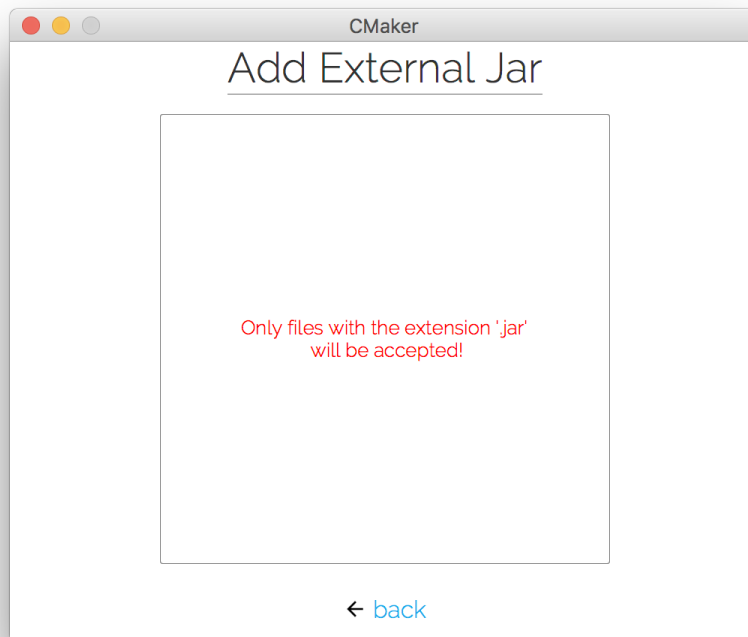 CMaker
Add External Jar
Only files with the extension '.jar'
will be accepted!
← back